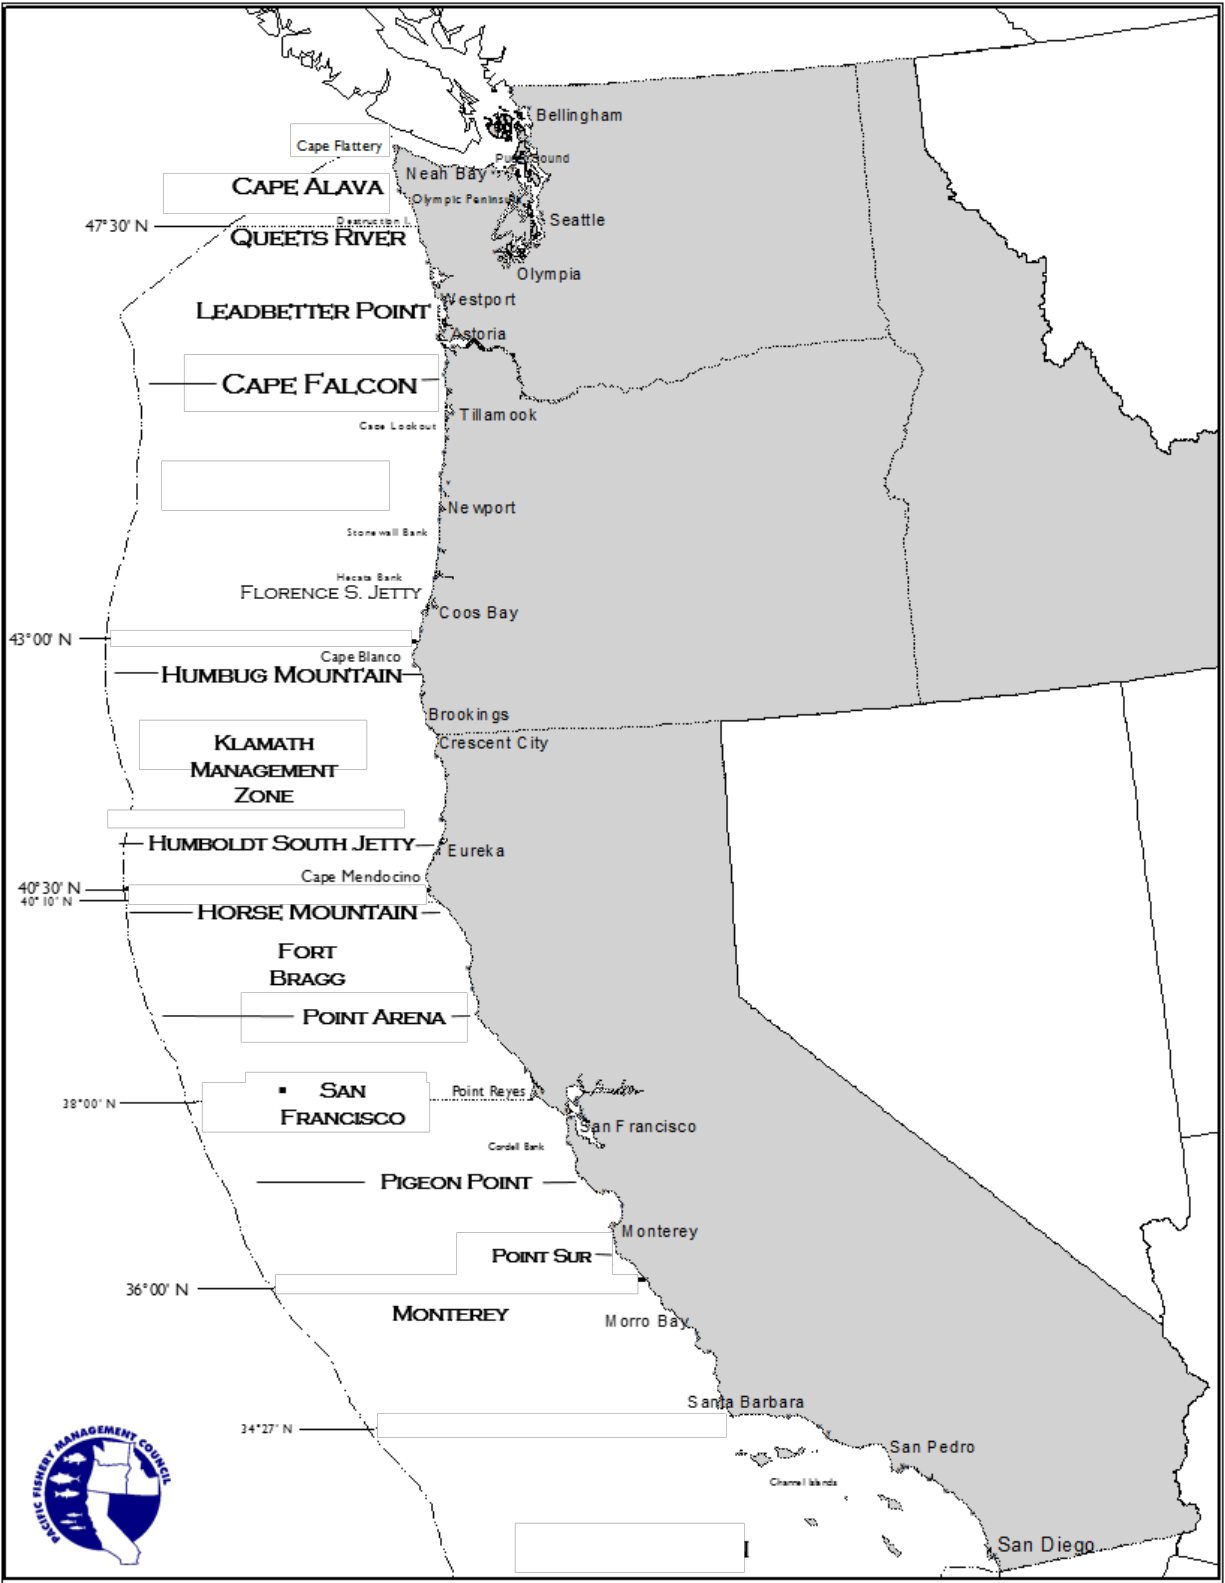 Bellingham
Cape Flattery
Puget Sound
Neah Bay
CAPE ALAVA
Olympic Peninsula
Destruction I.
Seattle
47°30' N
QUEETS RIVER
Olympia
Westport
LEADBETTER POINT
Astoria
CAPE FALCON
Tillamook
Cape Lookout
Newport
Stonewall Bank
Heceta Bank
FLORENCE S. JETTY
Coos Bay
43°00' N
Cape Blanco
HUMBUG MOUNTAIN
Brookings
Crescent City
KLAMATH
MANAGEMENT
ZONE
HUMBOLDT SOUTH JETTY
Eureka
Cape Mendocino
40°30' N
40°10' N
HORSE MOUNTAIN
FORT
BRAGG
POINT ARENA
Point Reyes
SAN
FRANCISCO
38°00' N
San Francisco
Cordell Bank
PIGEON POINT
Monterey
POINT SUR
36°00' N
MONTEREY
Morro Bay
Santa Barbara
34°27' N
San Pedro
Channel Islands
PACIFIC FISHERY MANAGEMENT COUNCIL
San Diego